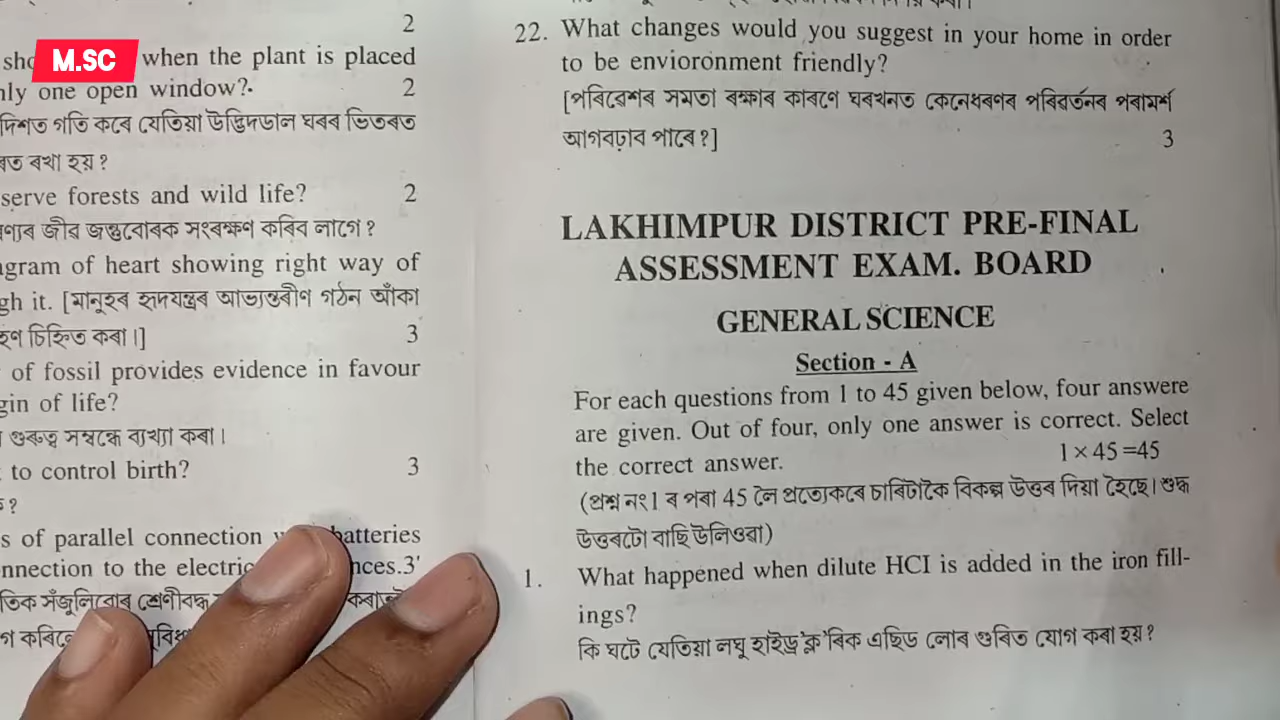 M.SC
2
when the plant is placed
only one open window?. 2
দিশত গতি কৰে যেতিয়া উদ্ভিদডাল ঘৰৰ ভিতৰত
ৰত ৰখা হয়?
serve forests and wild life? 2
জীৱ জন্তুবোৰক সংৰক্ষণ কৰিব লাগে?
agram of heart showing right way of
gh it. [মানুহৰ হৃদযন্ত্ৰৰ আভ্যন্তৰীণ গঠন আঁকা
চিহ্নিত কৰা।] 3
of fossil provides evidence in favour
gin of life?
গুৰুত্ব সম্বন্ধে ব্যখ্যা কৰা।
to control birth? 3
?
s of parallel connection batteries
nnection to the electric nces.3'
তিক সঁজুলিবোৰ শ্ৰেণীবদ্ধ
গ
22. What changes would you suggest in your home in order
to be envioronment friendly?
[পৰিৱেশৰ সমতা ৰক্ষাৰ কাৰণে ঘৰখনত কেনেধৰণৰ পৰিৱৰ্তনৰ পৰামৰ্শ
আগবঢ়াব পাৰে?] 3
LAKHIMPUR DISTRICT PRE-FINAL
ASSESSMENT EXAM. BOARD
GENERAL SCIENCE
Section - A
For each questions from 1 to 45 given below, four answere
are given. Out of four, only one answer is correct. Select
the correct answer. 1×45=45
(প্ৰশ্ন নং 1 ৰ পৰা 45 লৈ প্ৰত্যেকৰে চাৰিটাকৈ বিকল্প উত্তৰ দিয়া হৈছে। শুদ্ধ
উত্তৰটো বাছি উলিওৱা)
1. What happened when dilute HCI is added in the iron fill-
ings?
কি ঘটে যেতিয়া লঘু হাইড্ৰ'ক্ল'ৰিক এছিড লোৰ গুৰিত যোগ কৰা হয়?